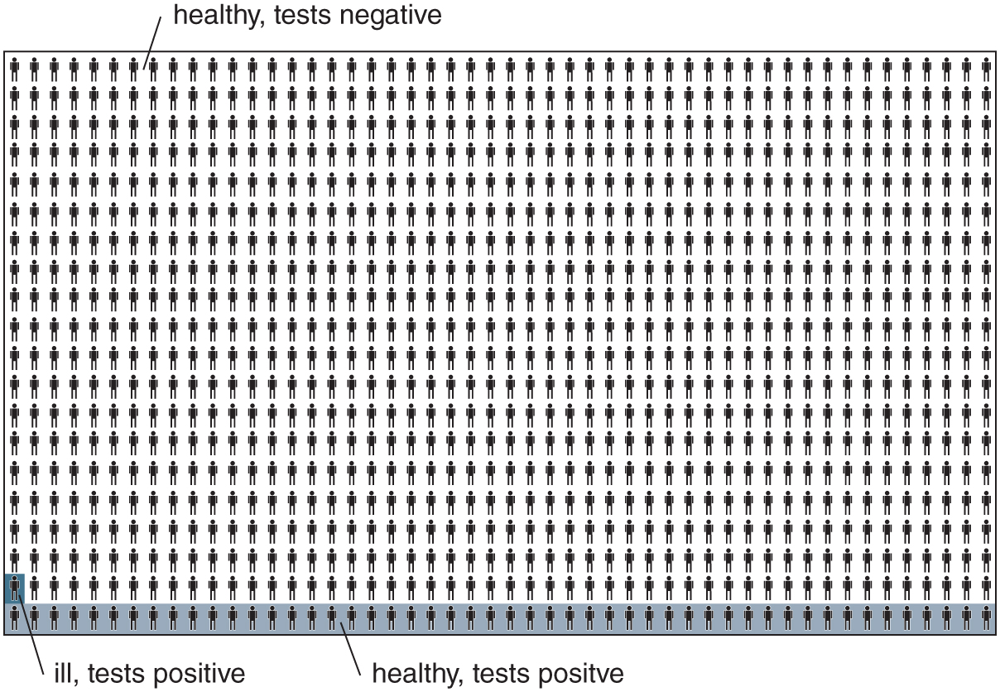 healthy, tests negative
ill, tests positive
healthy, tests positve